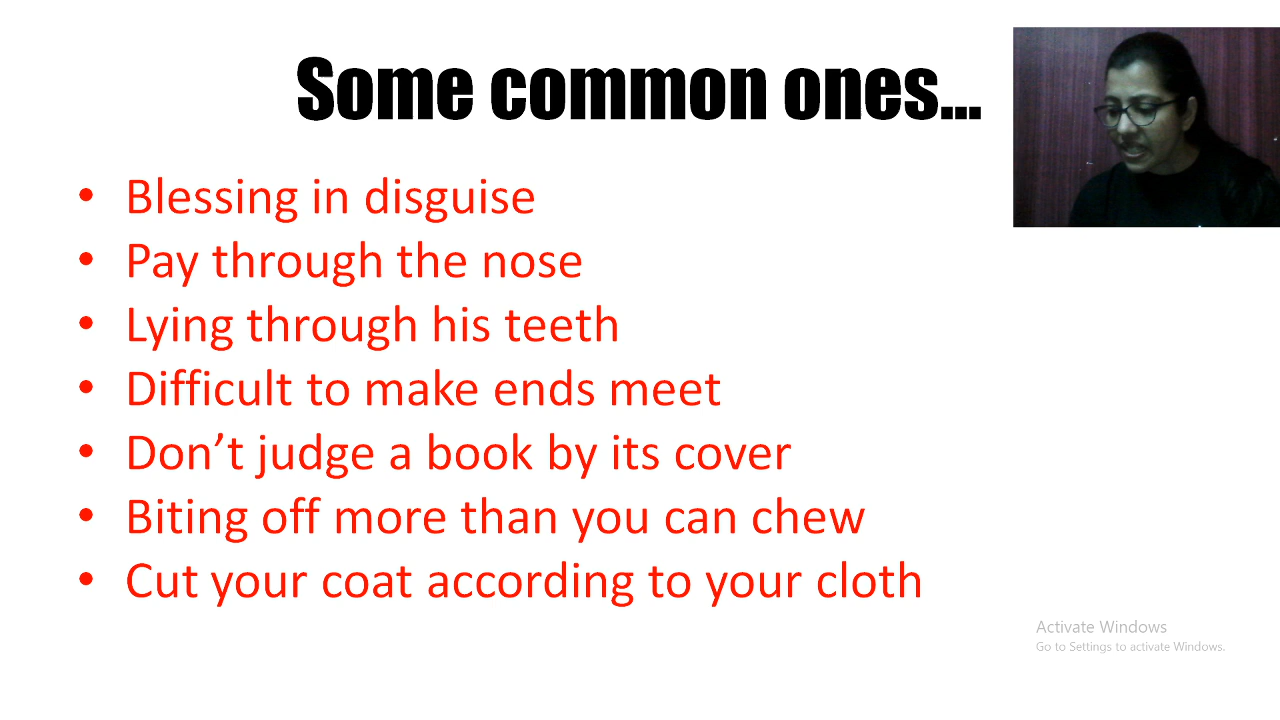 Some common ones...
• Blessing in disguise
• Pay through the nose
• Lying through his teeth
• Difficult to make ends meet
• Don’t judge a book by its cover
• Biting off more than you can chew
• Cut your coat according to your cloth
Activate Windows
Go to Settings to activate Windows.